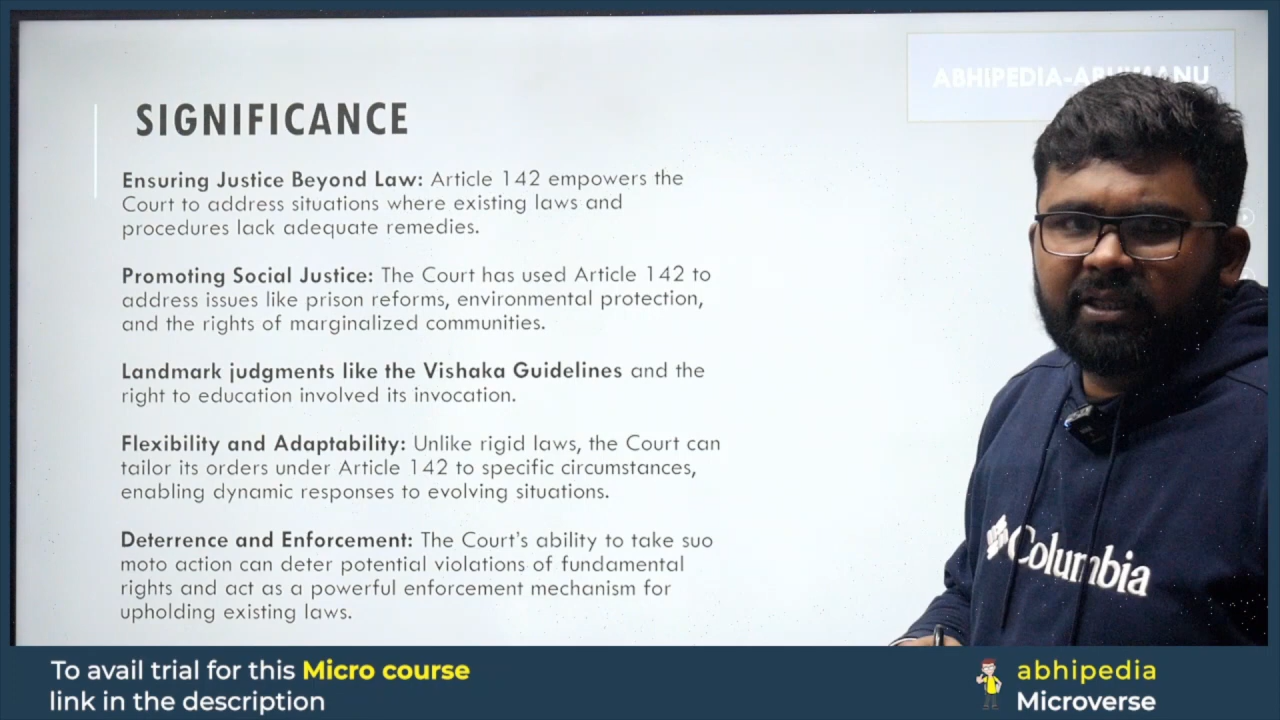 ABHIPEDIA-ABHIMANU
SIGNIFICANCE
Ensuring Justice Beyond Law: Article 142 empowers the
Court to address situations where existing laws and
procedures lack adequate remedies.
Promoting Social Justice: The Court has used Article 142 to
address issues like prison reforms, environmental protection,
and the rights of marginalized communities.
Landmark judgments like the Vishaka Guidelines and the
right to education involved its invocation.
Flexibility and Adaptability: Unlike rigid laws, the Court can
tailor its orders under Article 142 to specific circumstances,
enabling dynamic responses to evolving situations.
Deterrence and Enforcement: The Court's ability to take suo
moto action can deter potential violations of fundamental
rights and act as a powerful enforcement mechanism for
upholding existing laws.
Columbia
To avail trial for this Micro course
link in the description
abhipedia
Microverse